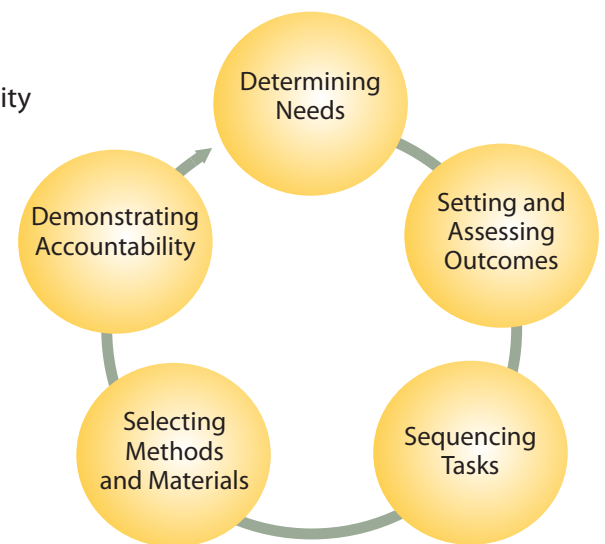 ity
Determining
Needs
Setting and
Assessing
Outcomes
Sequencing
Tasks
Selecting
Methods
and Materials
Demonstrating
Accountability